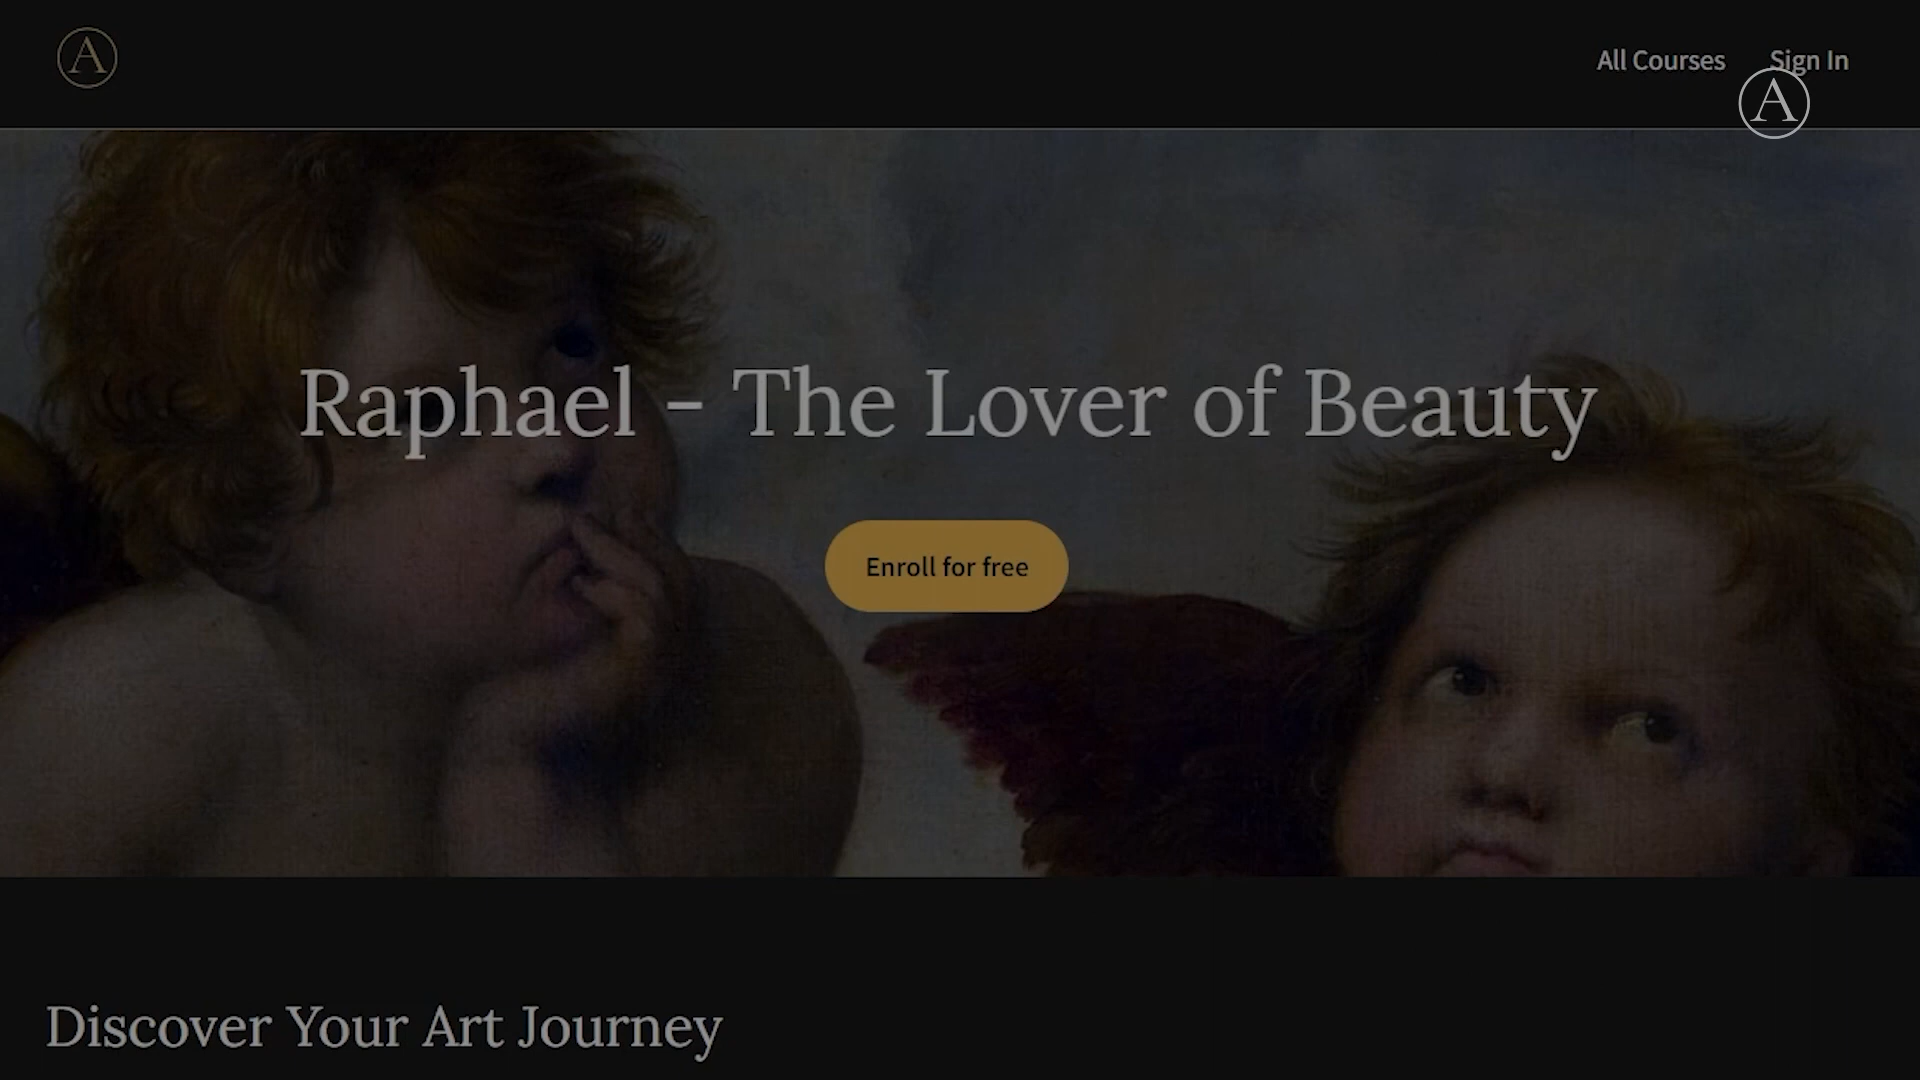 A
All Courses
Sign In
A
Raphael - The Lover of Beauty
Enroll for free
Discover Your Art Journey